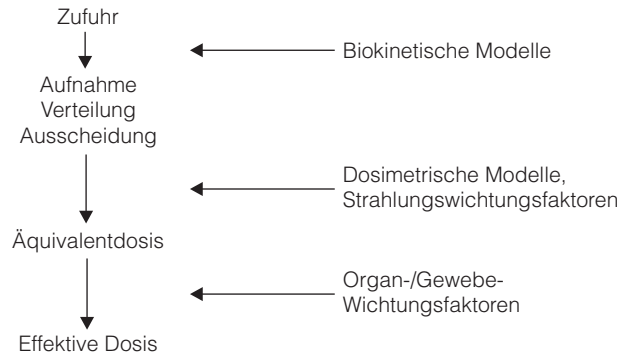 Zufuhr
Biokinetische Modelle
Aufnahme
Verteilung
Ausscheidung
Dosimetrische Modelle,
Strahlungswichtungsfaktoren
Äquivalentdosis
Organ-/Gewebe-
Wichtungsfaktoren
Effektive Dosis